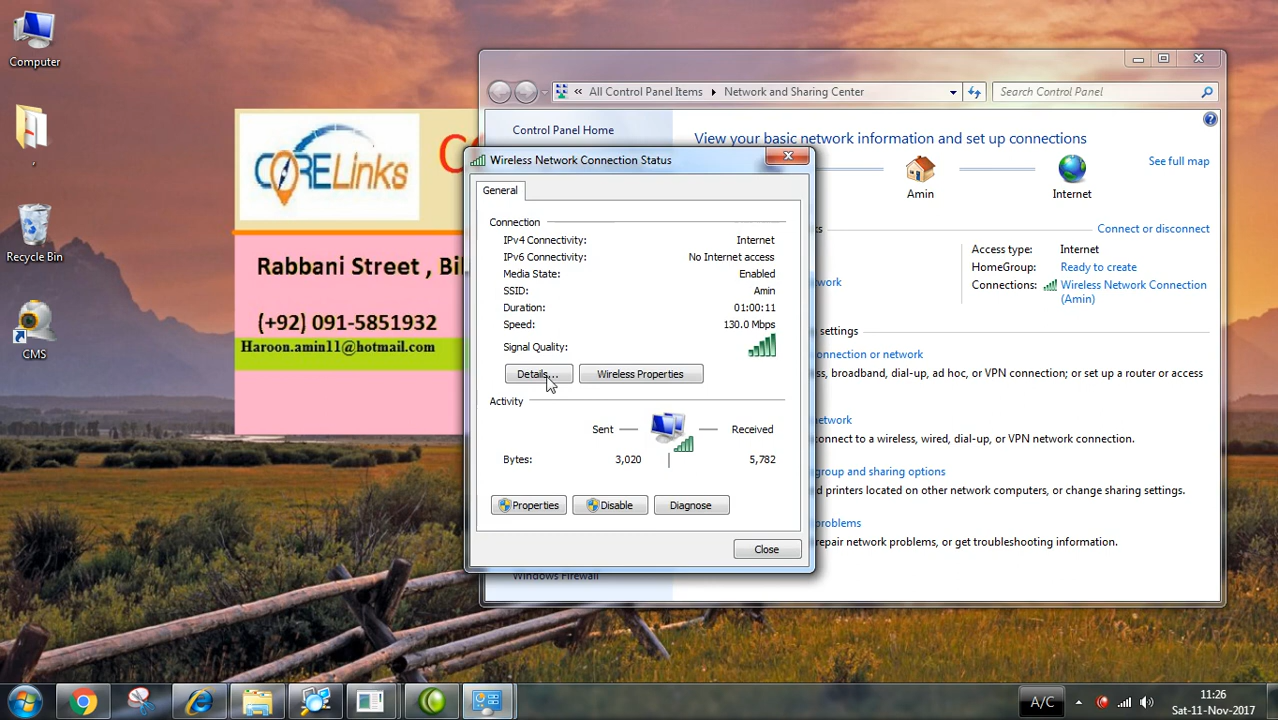 Computer
.
Recycle Bin
CMS
CORELinks
Rabbani Street , Bi
(+92) 091-5851932
Haroon.amin11@hotmail.com
« All Control Panel Items
Network and Sharing Center
Search Control Panel
Control Panel Home
View your basic network information and set up connections
See full map
Amin
Internet
Connect or disconnect
Access type: Internet
HomeGroup: Ready to create
Connections: Wireless Network Connection
(Amin)
settings
onnection or network
ss, broadband, dial-up, ad hoc, or VPN connection; or set up a router or access
etwork
onnect to a wireless, wired, dial-up, or VPN network connection.
group and sharing options
d printers located on other network computers, or change sharing settings.
problems
repair network problems, or get troubleshooting information.
Windows Firewall
Wireless Network Connection Status
General
Connection
IPv4 Connectivity: Internet
IPv6 Connectivity: No Internet access
Media State: Enabled
SSID: Amin
Duration: 01:00:11
Speed: 130.0 Mbps
Signal Quality:
Details...
Wireless Properties
Activity
Sent
Received
Bytes: 3,020 5,782
Properties
Disable
Diagnose
Close
A/C
11:26
Sat-11-Nov-2017